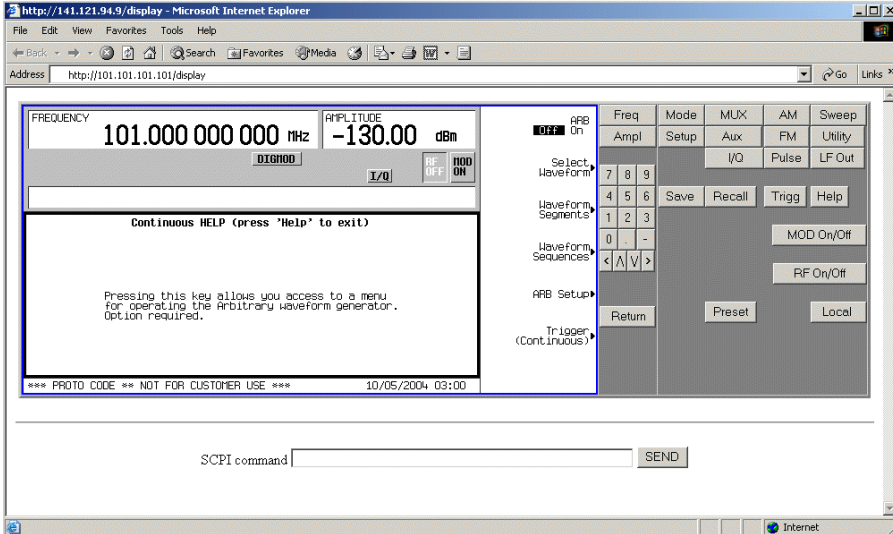 http://141.121.94.9/display - Microsoft Internet Explorer
File Edit View Favorites Tools Help
Back Search Favorites Media
Address http://101.101.101.101/display Go Links »
FREQUENCY AMPLITUDE
101.000 000 000 MHz −130.00 dBm
DIGMOD
I/Q RF OFF MOD ON
Continuous HELP (press 'Help' to exit)
Pressing this key allows you access to a menu
for operating the Arbitrary waveform generator.
Option required.
*** PROTO CODE ** NOT FOR CUSTOMER USE *** 10/05/2004 03:00
ARB
Off On
Select
Waveform
Waveform
Segments
Waveform
Sequences
ARB Setup
Trigger
(Continuous)
Freq Mode MUX AM Sweep
Ampl Setup Aux FM Utility
I/Q Pulse LF Out
7 8 9
4 5 6 Save Recall Trigg Help
1 2 3
0 . - MOD On/Off
< Λ V >
RF On/Off
Return Preset Local
SCPI command SEND
Internet